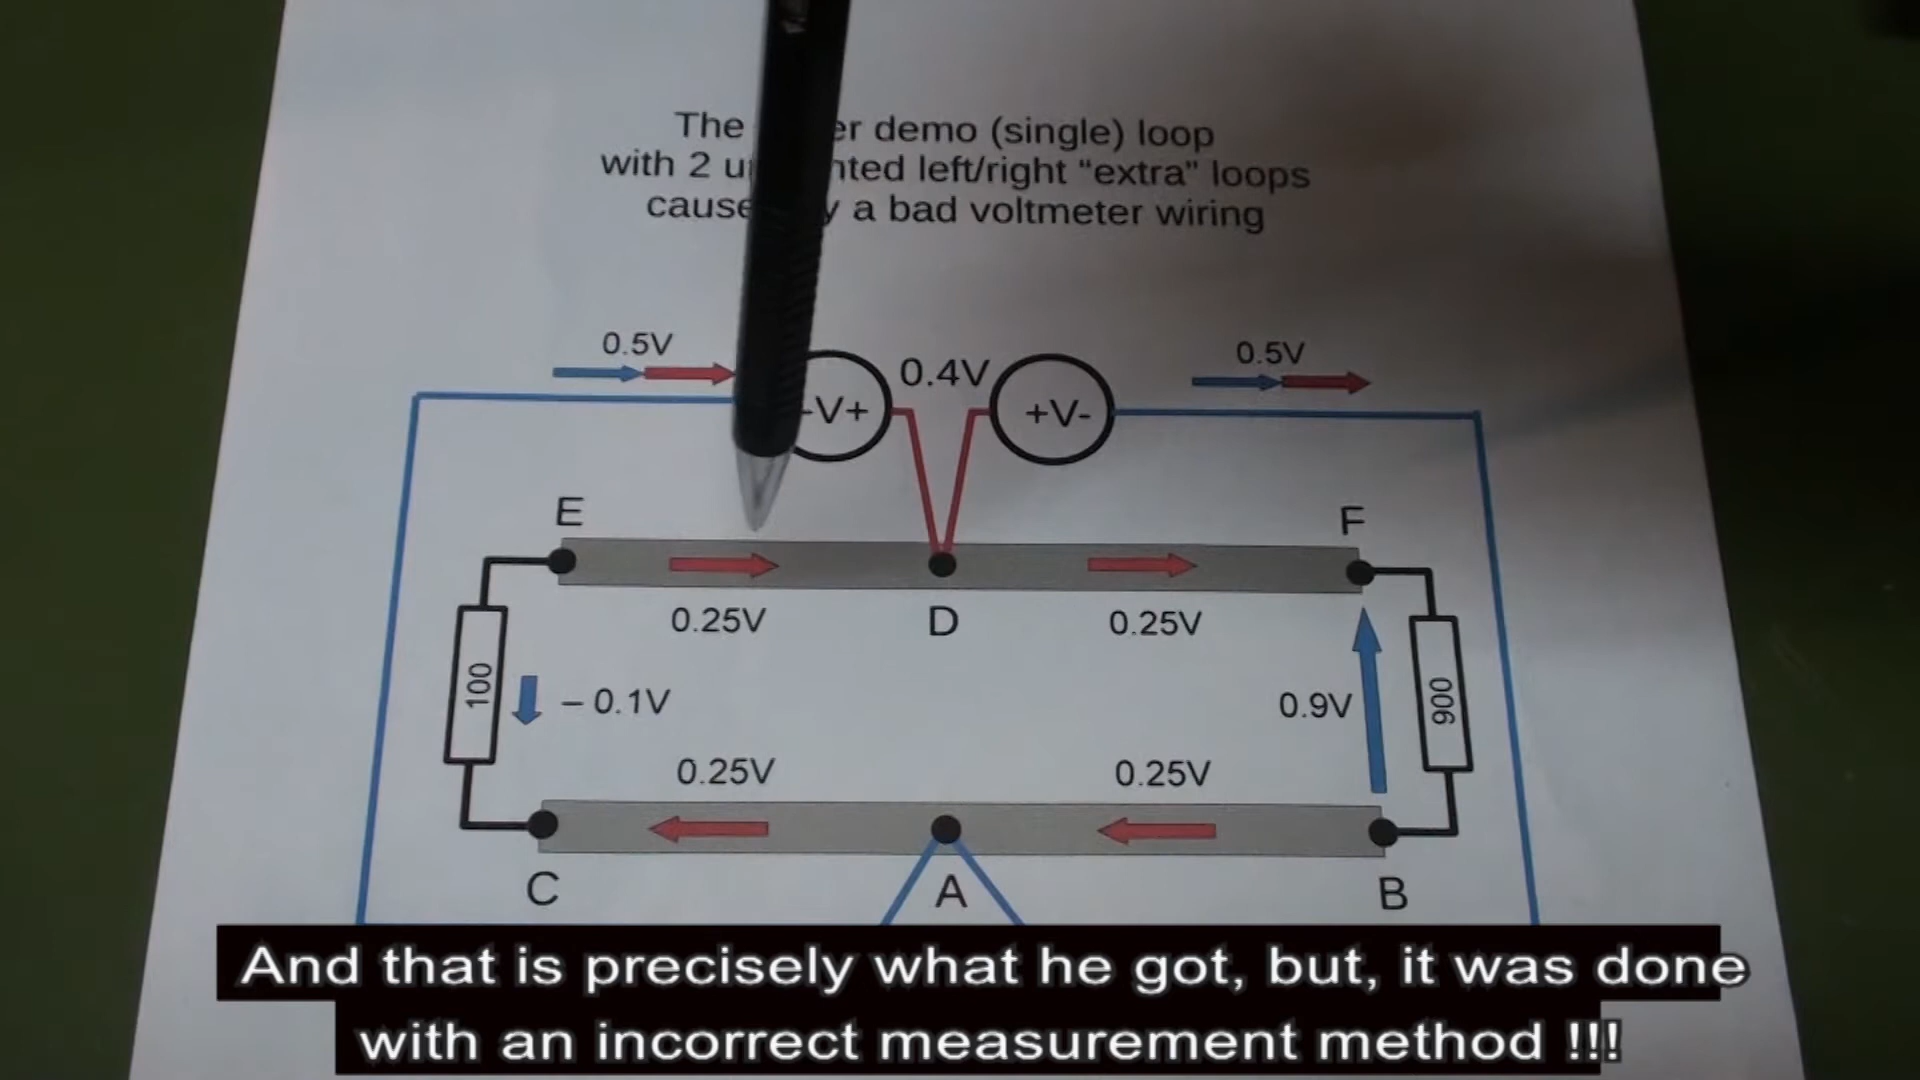 The er demo (single) loop
with 2 u nted left/right “extra” loops
cause y a bad voltmeter wiring
0.5V
0.5V
0.4V
-V+
+V-
E
F
0.25V
D
0.25V
100
– 0.1V
0.9V
900
0.25V
0.25V
C
A
B
And that is precisely what he got, but, it was done
with an incorrect measurement method !!!